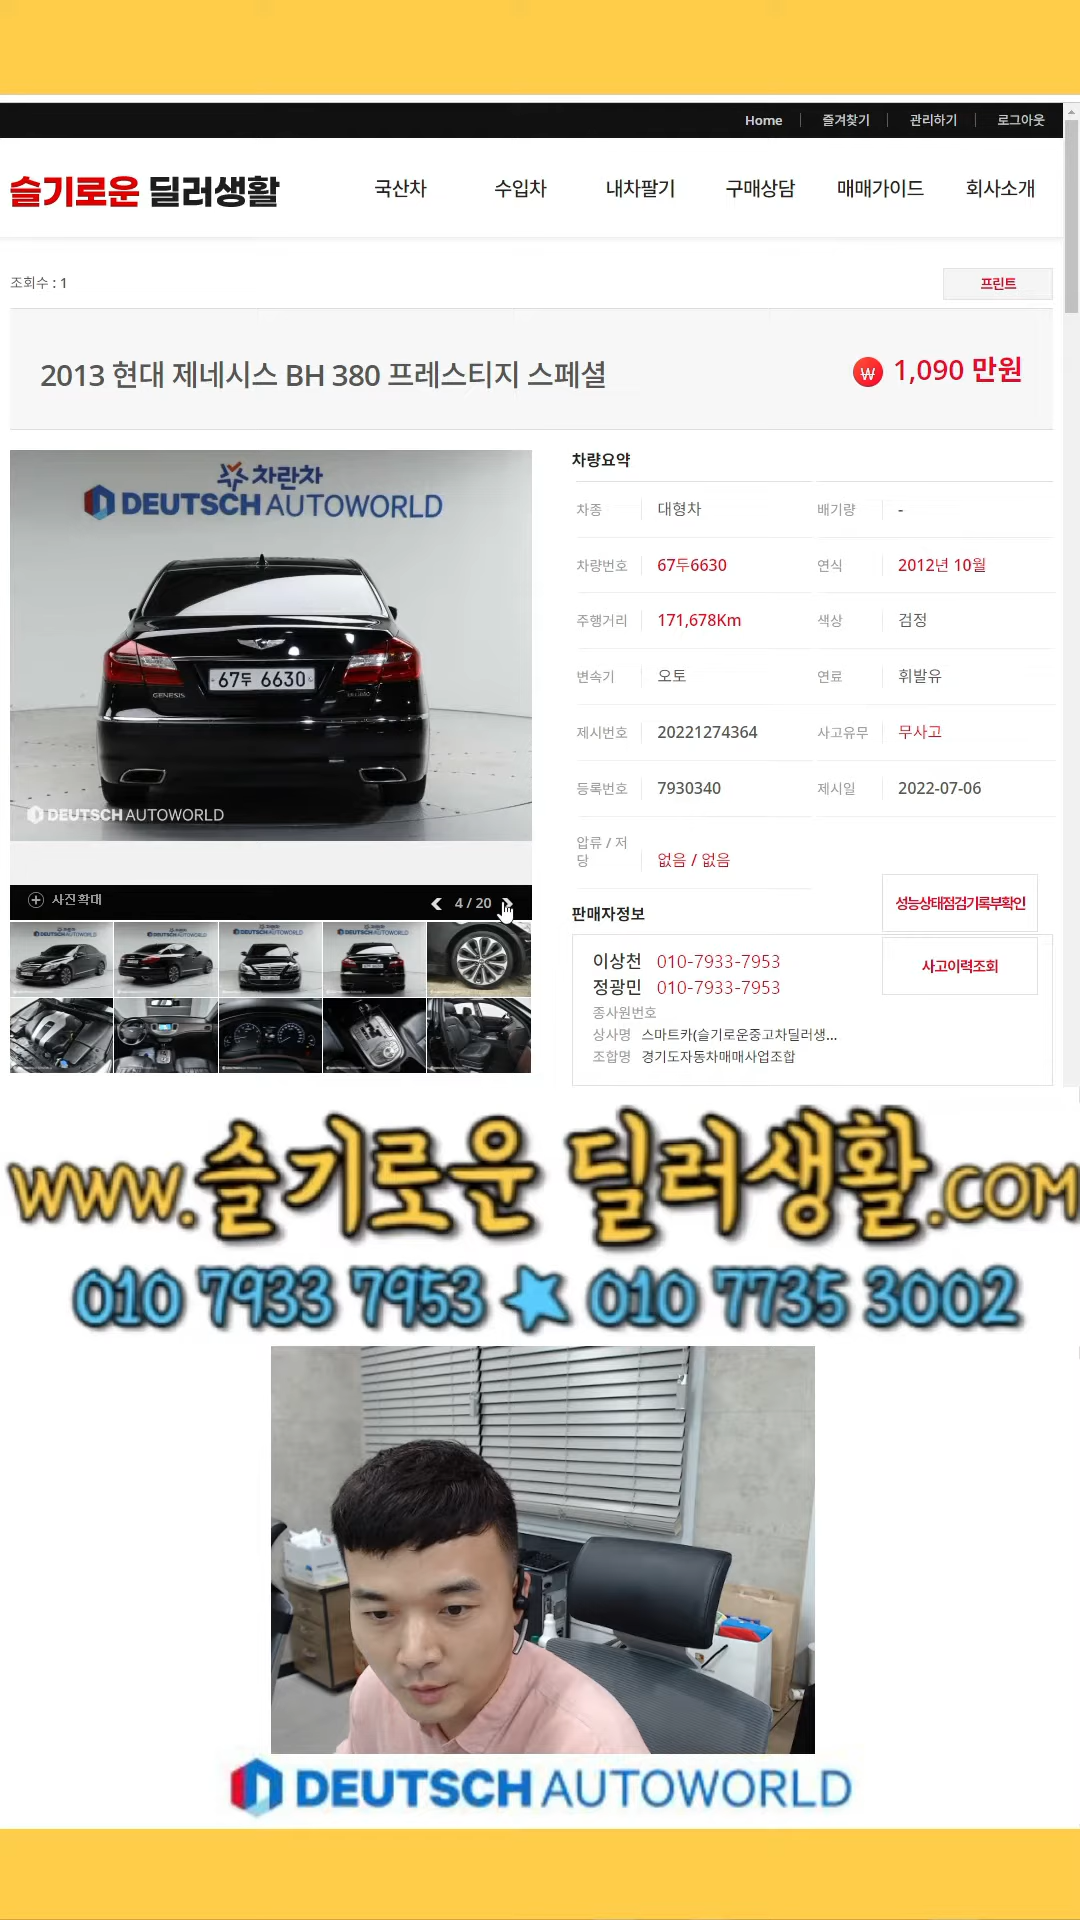 Home 즐겨찾기 관리하기 로그아웃
슬기로운 딜러생활 국산차 수입차 내차팔기 구매상담 매매가이드 회사소개
조회수 : 1 프린트
2013 현대 제네시스 BH 380 프레스티지 스페셜 1,090 만원
차란차
DEUTSCH AUTOWORLD
GENESIS
67두 6630
DEUTSCH AUTOWORLD
사진확대 4 / 20
차량요약
차종 대형차 배기량 -
차량번호 67두6630 연식 2012년 10월
주행거리 171,678Km 색상 검정
변속기 오토 연료 휘발유
제시번호 20221274364 사고유무 무사고
등록번호 7930340 제시일 2022-07-06
압류 / 저당 없음 / 없음
성능상태점검기록부확인
사고이력조회
판매자정보
이상천 010-7933-7953
정광민 010-7933-7953
종사원번호
상사명 스마트카(슬기로운중고차딜러생...
조합명 경기도자동차매매사업조합
www.슬기로운 딜러생활.com
010 7933 7953 ★ 010 7735 3002
DEUTSCH AUTOWORLD